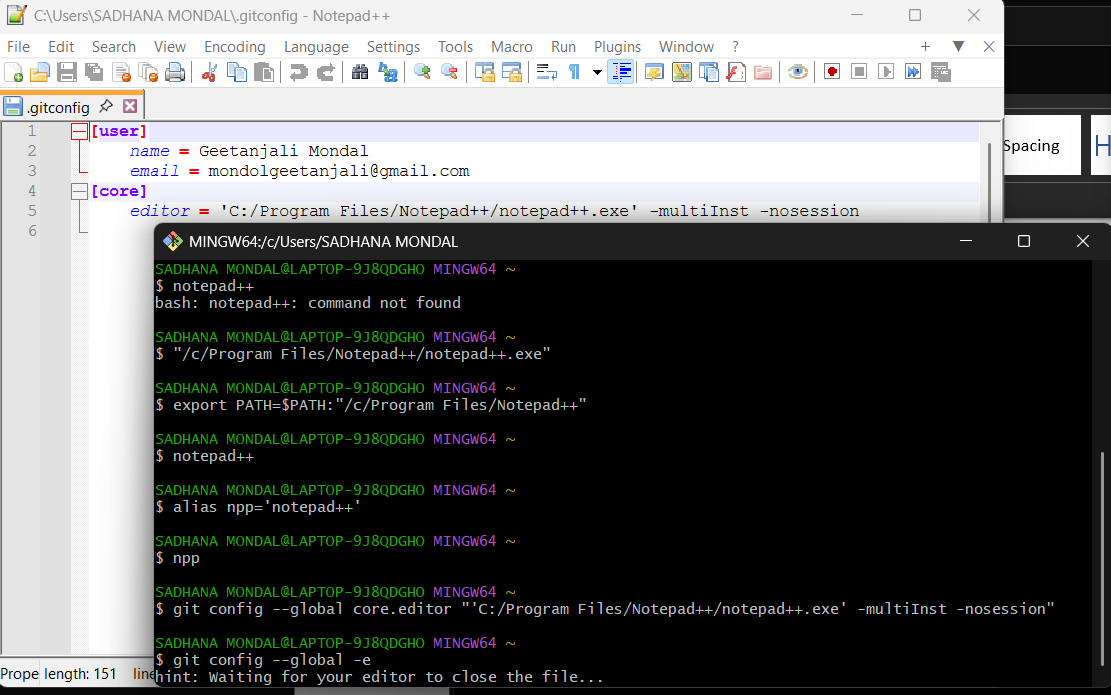 C:\Users\SADHANA MONDAL\.gitconfig - Notepad++
File Edit Search View Encoding Language Settings Tools Macro Run Plugins Window ?
.gitconfig
1 [user]
2 name = Geetanjali Mondal
3 email = mondolgeetanjali@gmail.com
4 [core]
5 editor = 'C:/Program Files/Notepad++/notepad++.exe' -multiInst -nosession
6
Spacing
H
MINGW64:/c/Users/SADHANA MONDAL
SADHANA MONDAL@LAPTOP-9J8QDGHO MINGW64 ~
$ notepad++
bash: notepad++: command not found
SADHANA MONDAL@LAPTOP-9J8QDGHO MINGW64 ~
$ "/c/Program Files/Notepad++/notepad++.exe"
SADHANA MONDAL@LAPTOP-9J8QDGHO MINGW64 ~
$ export PATH=$PATH:"/c/Program Files/Notepad++"
SADHANA MONDAL@LAPTOP-9J8QDGHO MINGW64 ~
$ notepad++
SADHANA MONDAL@LAPTOP-9J8QDGHO MINGW64 ~
$ alias npp='notepad++'
SADHANA MONDAL@LAPTOP-9J8QDGHO MINGW64 ~
$ npp
SADHANA MONDAL@LAPTOP-9J8QDGHO MINGW64 ~
$ git config --global core.editor "'C:/Program Files/Notepad++/notepad++.exe' -multiInst -nosession"
SADHANA MONDAL@LAPTOP-9J8QDGHO MINGW64 ~
$ git config --global -e
hint: Waiting for your editor to close the file...
Prope length: 151 line